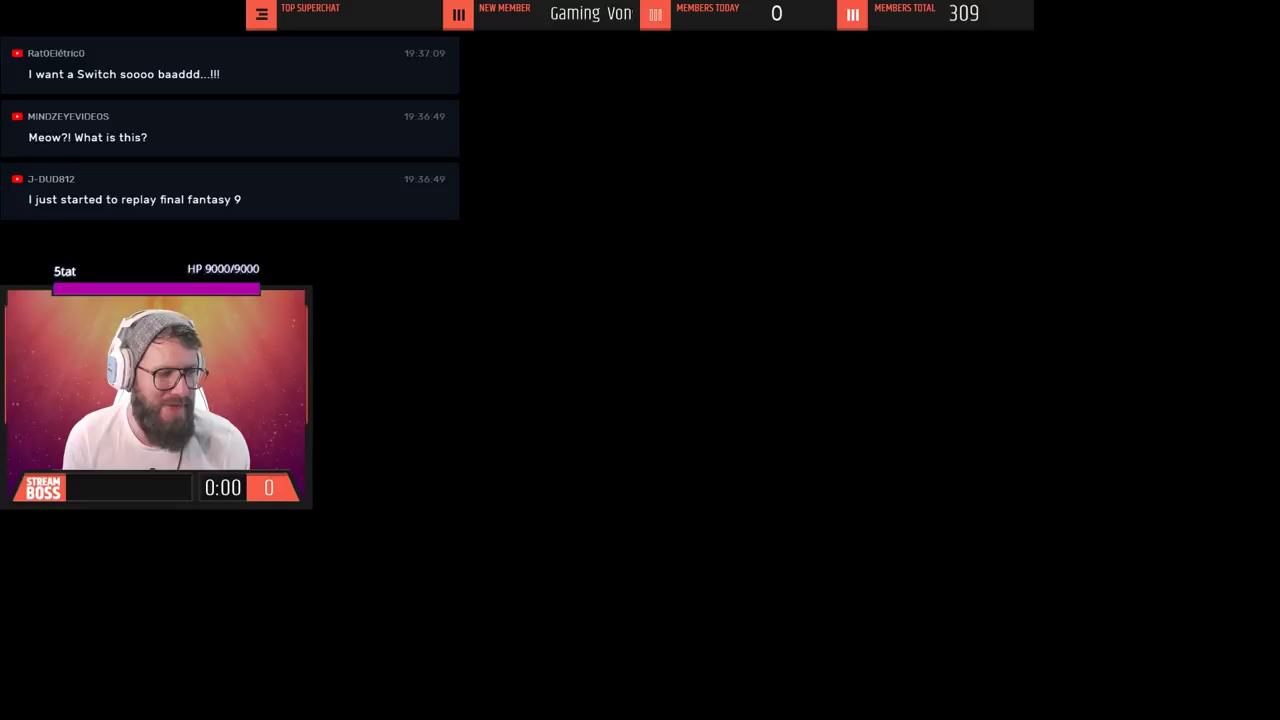 TOP SUPERCHAT
NEW MEMBER
Gaming Von
MEMBERS TODAY
0
MEMBERS TOTAL
309
Rat0Elétric0
19:37:09
I want a Switch soooo baaddd...!!!
MINDZEYEVIDEOS
19:36:49
Meow?! What is this?
J-DUD812
19:36:49
I just started to replay final fantasy 9
5tat
HP 9000/9000
STREAM
BOSS
0:00
0